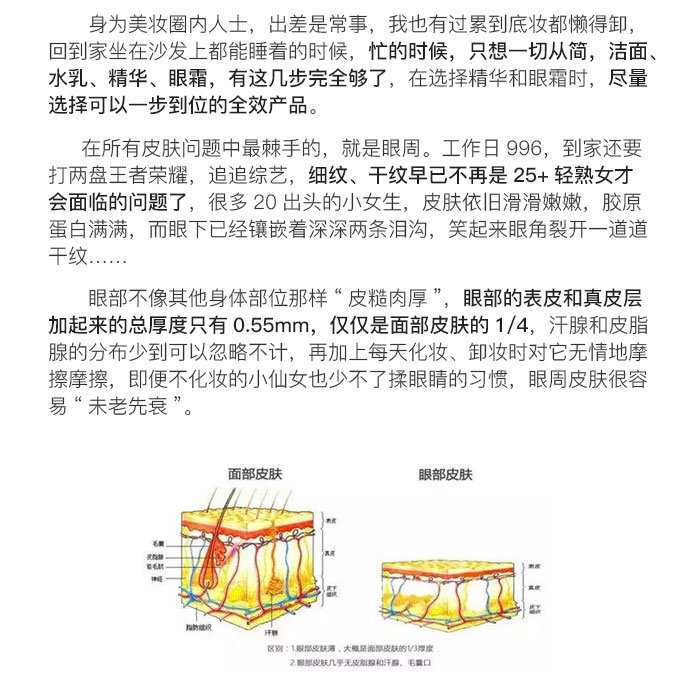 身为美妆圈内人士，出差是常事，我也有过累到底妆都懒得卸，
回到家坐在沙发上都能睡着的时候，忙的时候，只想一切从简，洁面、
水乳、精华、眼霜，有这几步完全够了，在选择精华和眼霜时，尽量
选择可以一步到位的全效产品。
在所有皮肤问题中最棘手的，就是眼周。工作日 996，到家还要
打两盘王者荣耀，追追综艺，细纹、干纹早已不再是 25+ 轻熟女才
会面临的问题了，很多 20 出头的小女生，皮肤依旧滑滑嫩嫩，胶原
蛋白满满，而眼下已经镶嵌着深深两条泪沟，笑起来眼角裂开一道道
干纹……
眼部不像其他身体部位那样 “ 皮糙肉厚 ”，眼部的表皮和真皮层
加起来的总厚度只有 0.55mm，仅仅是面部皮肤的 1/4，汗腺和皮脂
腺的分布少到可以忽略不计，再加上每天化妆、卸妆时对它无情地摩
擦摩擦，即便不化妆的小仙女也少不了揉眼睛的习惯，眼周皮肤很容
易 “ 未老先衰 ”。
面部皮肤
眼部皮肤
毛囊
皮脂腺
竖毛肌
神经
脂肪组织
汗腺
表皮
真皮
皮下
组织
表皮
真皮
皮下
组织
区别：1.眼部皮肤薄，大概是面部皮肤的1/3厚度
2.眼部皮肤几乎无皮脂腺和汗腺、毛囊口